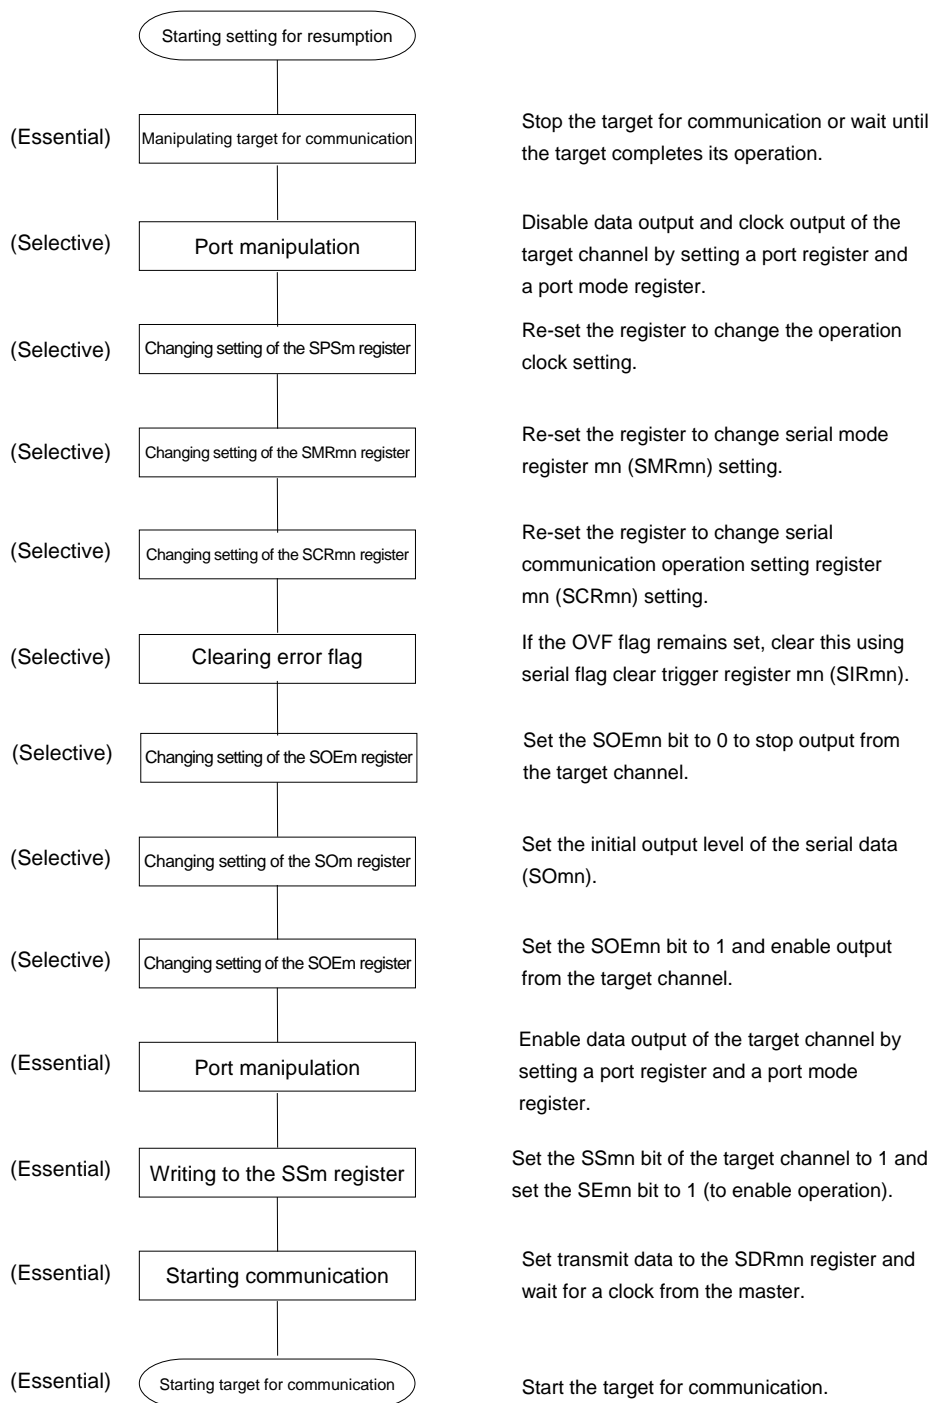 Starting setting for resumption
(Essential)
Manipulating target for communication
Stop the target for communication or wait until
the target completes its operation.
(Selective)
Port manipulation
Disable data output and clock output of the
target channel by setting a port register and
a port mode register.
(Selective)
Changing setting of the SPSm register
Re-set the register to change the operation
clock setting.
(Selective)
Changing setting of the SMRmn register
Re-set the register to change serial mode
register mn (SMRmn) setting.
(Selective)
Changing setting of the SCRmn register
Re-set the register to change serial
communication operation setting register
mn (SCRmn) setting.
(Selective)
Clearing error flag
If the OVF flag remains set, clear this using
serial flag clear trigger register mn (SIRmn).
(Selective)
Changing setting of the SOEm register
Set the SOEmn bit to 0 to stop output from
the target channel.
(Selective)
Changing setting of the SOm register
Set the initial output level of the serial data
(SOmn).
(Selective)
Changing setting of the SOEm register
Set the SOEmn bit to 1 and enable output
from the target channel.
(Essential)
Port manipulation
Enable data output of the target channel by
setting a port register and a port mode
register.
(Essential)
Writing to the SSm register
Set the SSmn bit of the target channel to 1 and
set the SEmn bit to 1 (to enable operation).
(Essential)
Starting communication
Set transmit data to the SDRmn register and
wait for a clock from the master.
(Essential)
Starting target for communication
Start the target for communication.